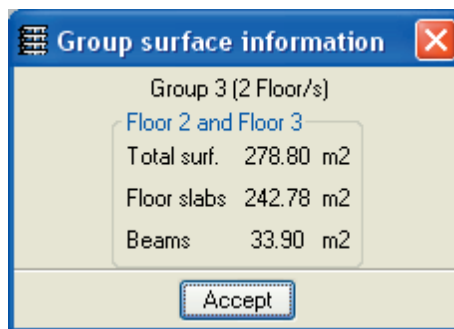 Group surface information
Group 3 (2 Floor/s)
Floor 2 and Floor 3
Total surf. 278.80 m2
Floor slabs 242.78 m2
Beams 33.90 m2
Accept